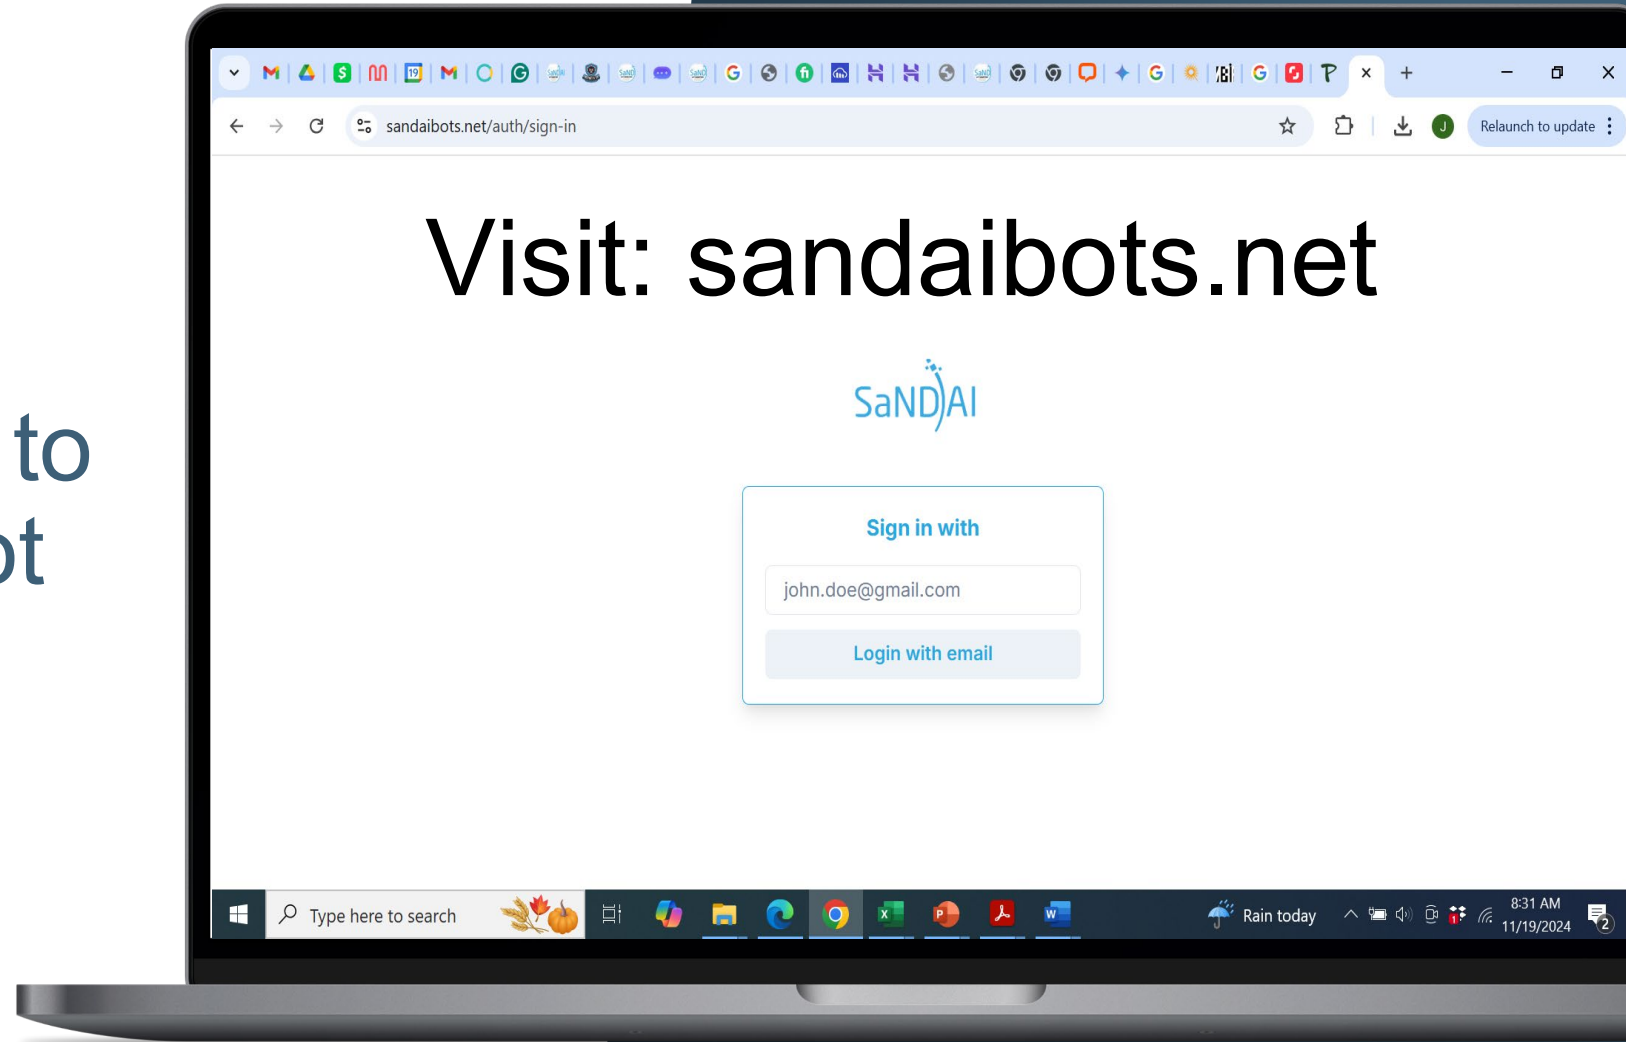 sandaibots.net/auth/sign-in
Relaunch to update
Visit: sandaibots.net
SaNDAI
to
Sign in with
john.doe@gmail.com
Login with email
Type here to search
Rain today
8:31 AM
11/19/2024
2